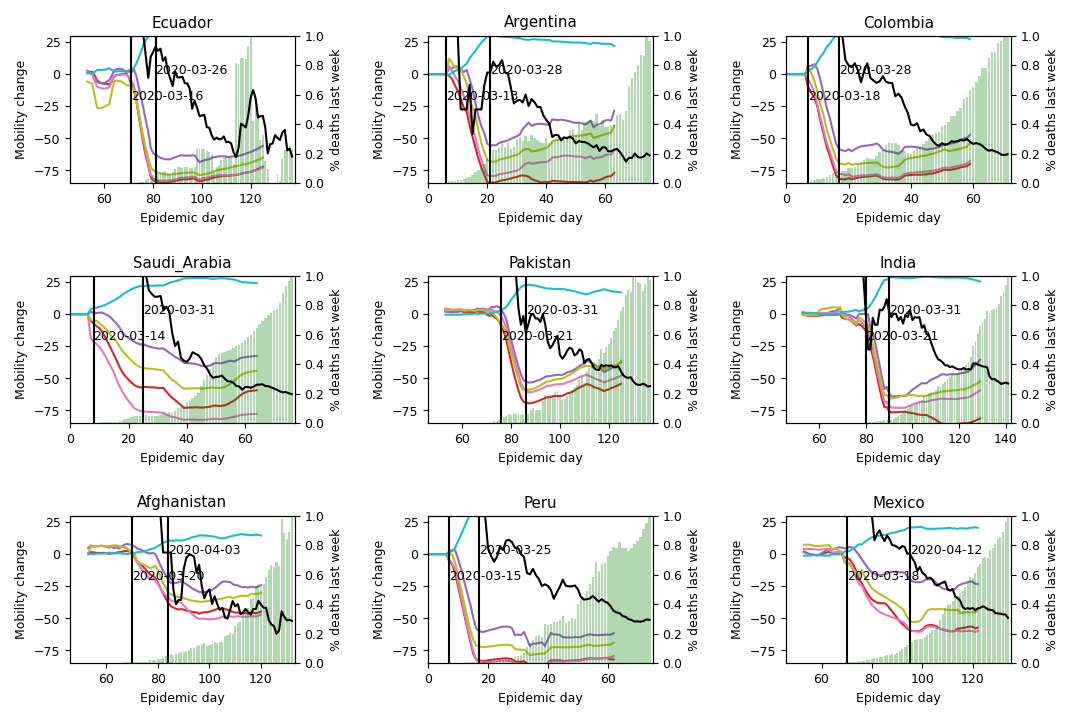 Ecuador
Argentina
Colombia
25 0 −25 −50 −75
Mobility change
2020-03-26
2020-03-16
1.0 0.8 0.6 0.4 0.2 0.0
% deaths last week
60 80 100 120
Epidemic day
25 0 −25 −50 −75
Mobility change
2020-03-28
2020-03-13
1.0 0.8 0.6 0.4 0.2 0.0
% deaths last week
0 20 40 60
Epidemic day
25 0 −25 −50 −75
Mobility change
2020-03-28
2020-03-18
1.0 0.8 0.6 0.4 0.2 0.0
% deaths last week
0 20 40 60
Epidemic day
Saudi_Arabia
Pakistan
India
25 0 −25 −50 −75
Mobility change
2020-03-31
2020-03-14
1.0 0.8 0.6 0.4 0.2 0.0
% deaths last week
0 20 40 60
Epidemic day
25 0 −25 −50 −75
Mobility change
2020-03-31
2020-03-21
1.0 0.8 0.6 0.4 0.2 0.0
% deaths last week
60 80 100 120
Epidemic day
25 0 −25 −50 −75
Mobility change
2020-03-31
2020-03-21
1.0 0.8 0.6 0.4 0.2 0.0
% deaths last week
60 80 100 120 140
Epidemic day
Afghanistan
Peru
Mexico
25 0 −25 −50 −75
Mobility change
2020-04-03
2020-03-20
1.0 0.8 0.6 0.4 0.2 0.0
% deaths last week
60 80 100 120
Epidemic day
25 0 −25 −50 −75
Mobility change
2020-03-25
2020-03-15
1.0 0.8 0.6 0.4 0.2 0.0
% deaths last week
0 20 40 60
Epidemic day
25 0 −25 −50 −75
Mobility change
2020-04-12
2020-03-18
1.0 0.8 0.6 0.4 0.2 0.0
% deaths last week
60 80 100 120
Epidemic day